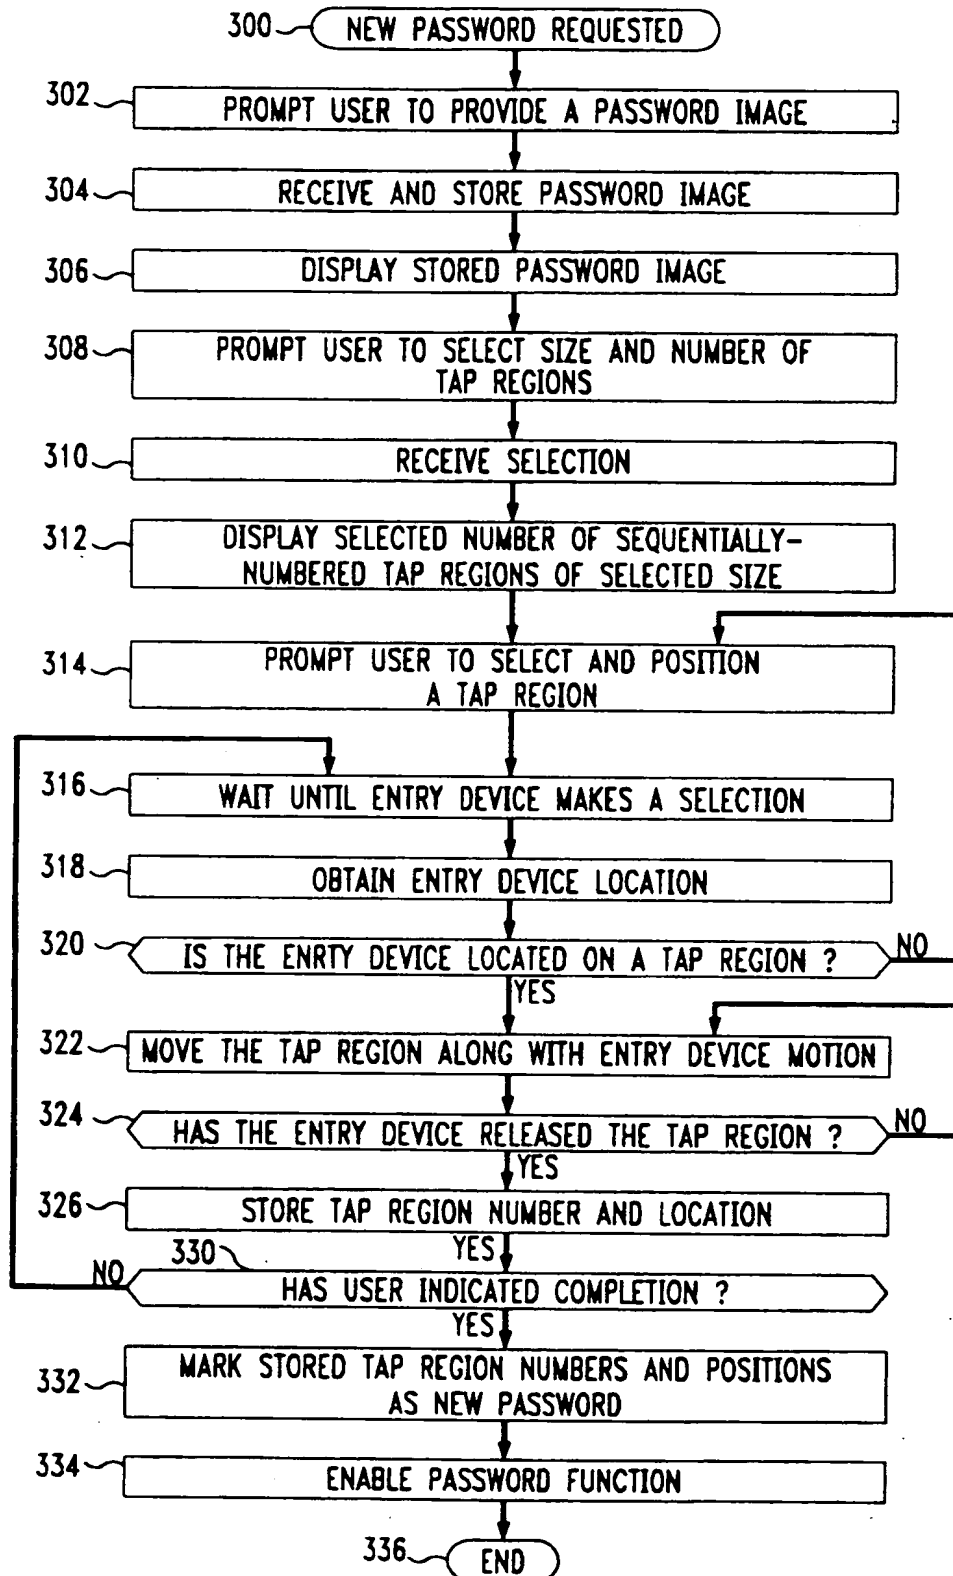 300 NEW PASSWORD REQUESTED
302 PROMPT USER TO PROVIDE A PASSWORD IMAGE
304 RECEIVE AND STORE PASSWORD IMAGE
306 DISPLAY STORED PASSWORD IMAGE
308 PROMPT USER TO SELECT SIZE AND NUMBER OF
TAP REGIONS
310 RECEIVE SELECTION
312 DISPLAY SELECTED NUMBER OF SEQUENTIALLY-
NUMBERED TAP REGIONS OF SELECTED SIZE
314 PROMPT USER TO SELECT AND POSITION
A TAP REGION
316 WAIT UNTIL ENTRY DEVICE MAKES A SELECTION
318 OBTAIN ENTRY DEVICE LOCATION
320 IS THE ENRTY DEVICE LOCATED ON A TAP REGION ? NO
YES
322 MOVE THE TAP REGION ALONG WITH ENTRY DEVICE MOTION
324 HAS THE ENTRY DEVICE RELEASED THE TAP REGION ? NO
YES
326 STORE TAP REGION NUMBER AND LOCATION
330 YES
NO HAS USER INDICATED COMPLETION ?
YES
332 MARK STORED TAP REGION NUMBERS AND POSITIONS
AS NEW PASSWORD
334 ENABLE PASSWORD FUNCTION
336 END